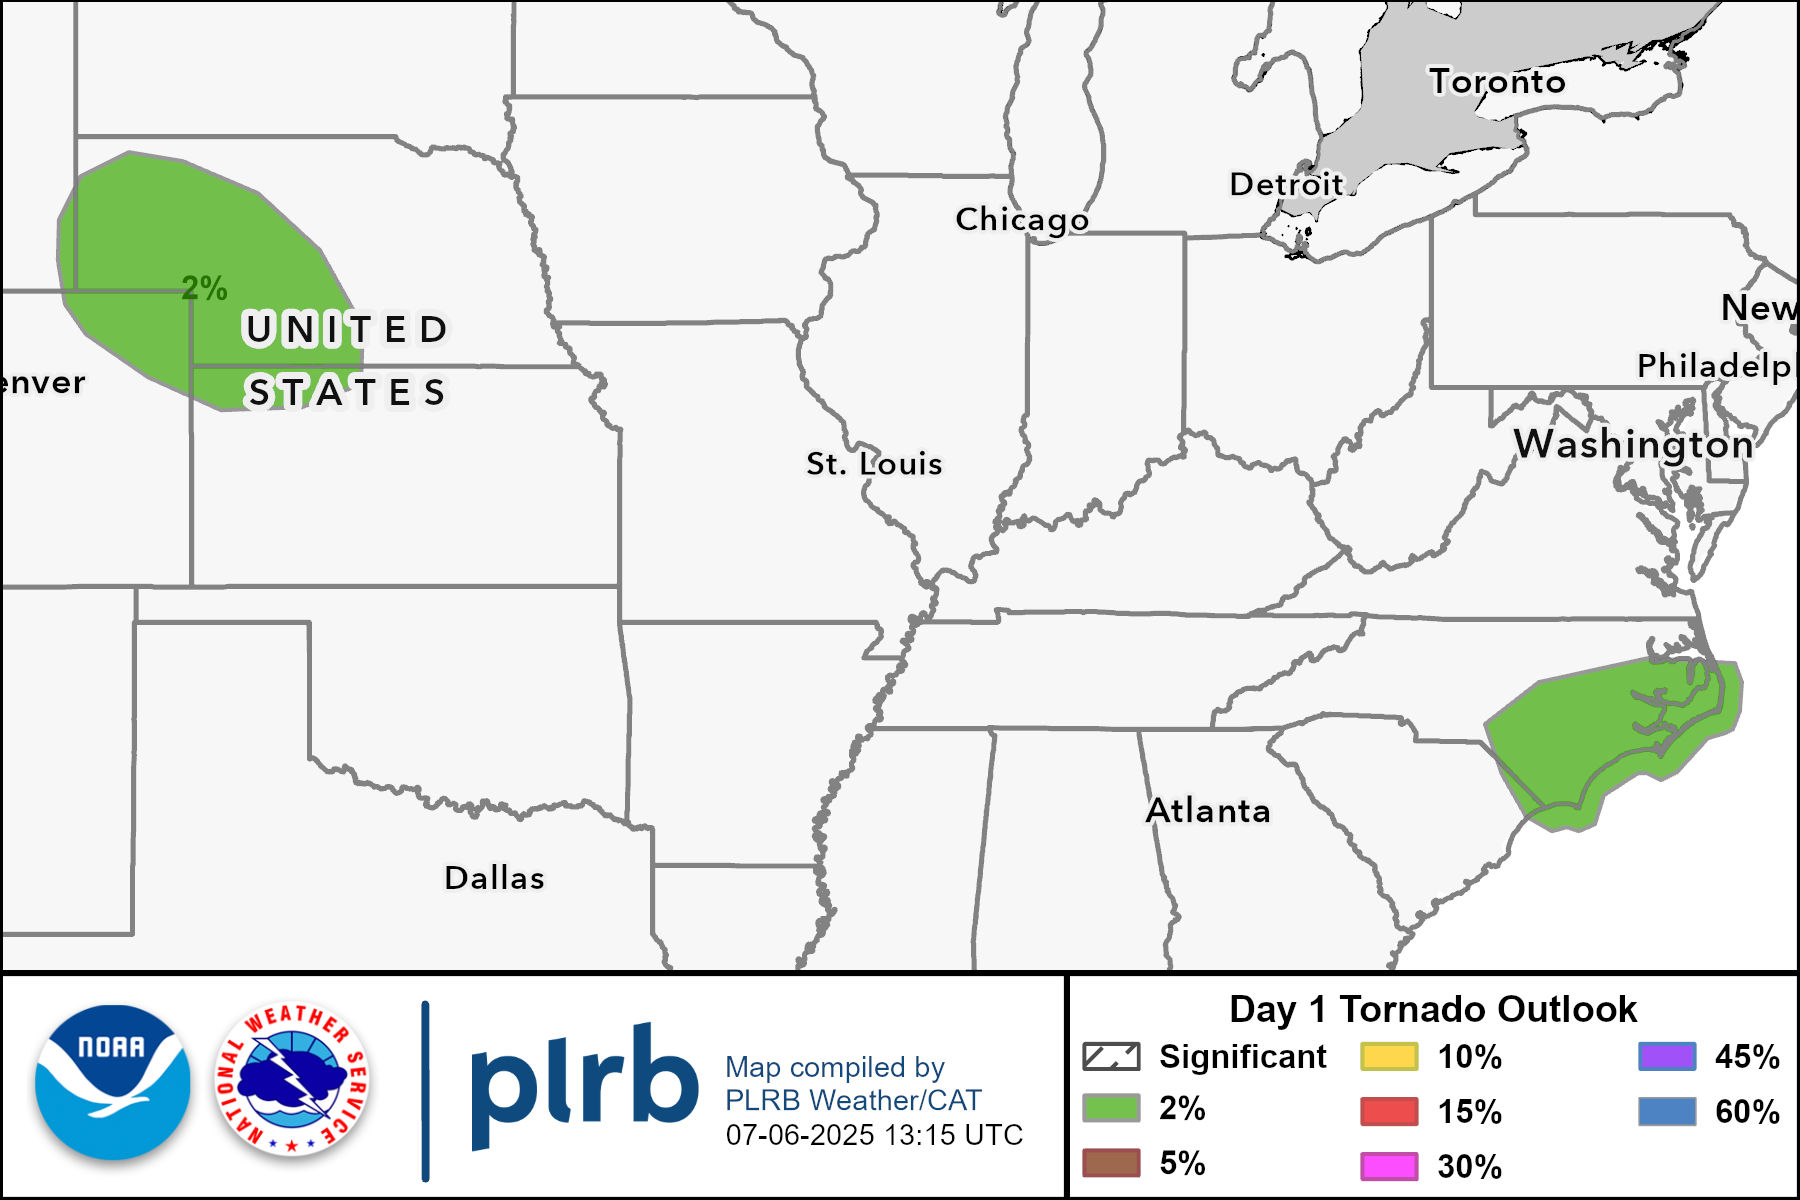 Toronto
Detroit
Chicago
2%
New
UNITED
Philadelp
enver
STATES
Washington
St. Louis
Atlanta
Dallas
NOAA
NATIONAL WEATHER SERVICE
plrb
Map compiled by
PLRB Weather/CAT
07-06-2025 13:15 UTC
Day 1 Tornado Outlook
Significant
10%
45%
2%
15%
60%
5%
30%